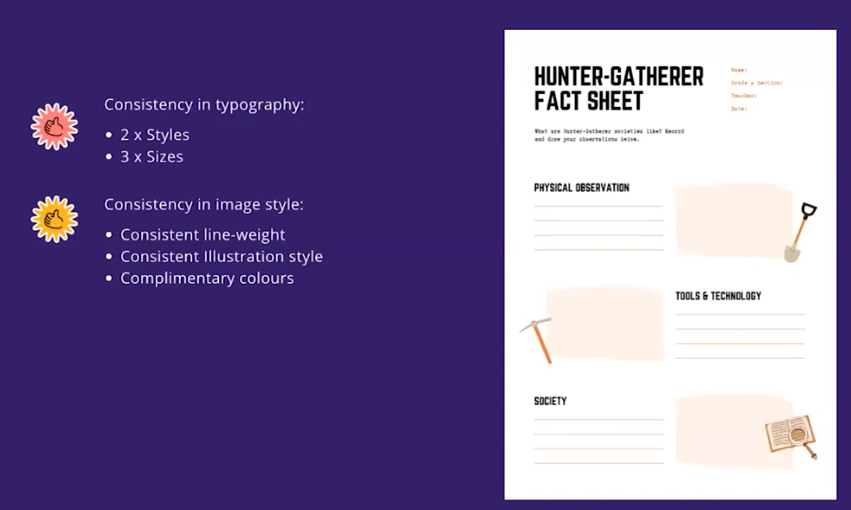 Consistency in typography:
• 2 x Styles
• 3 x Sizes
Consistency in image style:
• Consistent line-weight
• Consistent Illustration style
• Complimentary colours
HUNTER-GATHERER
FACT SHEET
Name:
Grade & Section:
Teacher:
Date:
What are Hunter-Gatherer societies like? Record
and draw your observations below.
PHYSICAL OBSERVATION
TOOLS & TECHNOLOGY
SOCIETY